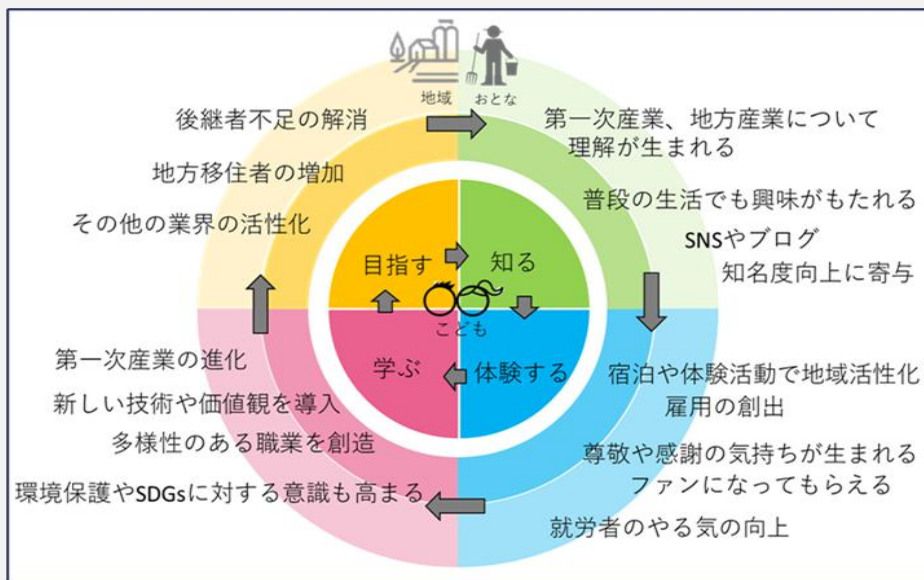 地域
おとな
後継者不足の解消
地方移住者の増加
その他の業界の活性化
第一次産業、地方産業について
理解が生まれる
普段の生活でも興味がもたれる
SNSやブログ
知名度向上に寄与
目指す
知る
こども
学ぶ
体験する
第一次産業の進化
新しい技術や価値観を導入
多様性のある職業を創造
環境保護やSDGsに対する意識も高まる
宿泊や体験活動で地域活性化
雇用の創出
尊敬や感謝の気持ちが生まれる
ファンになってもらえる
就労者のやる気の向上